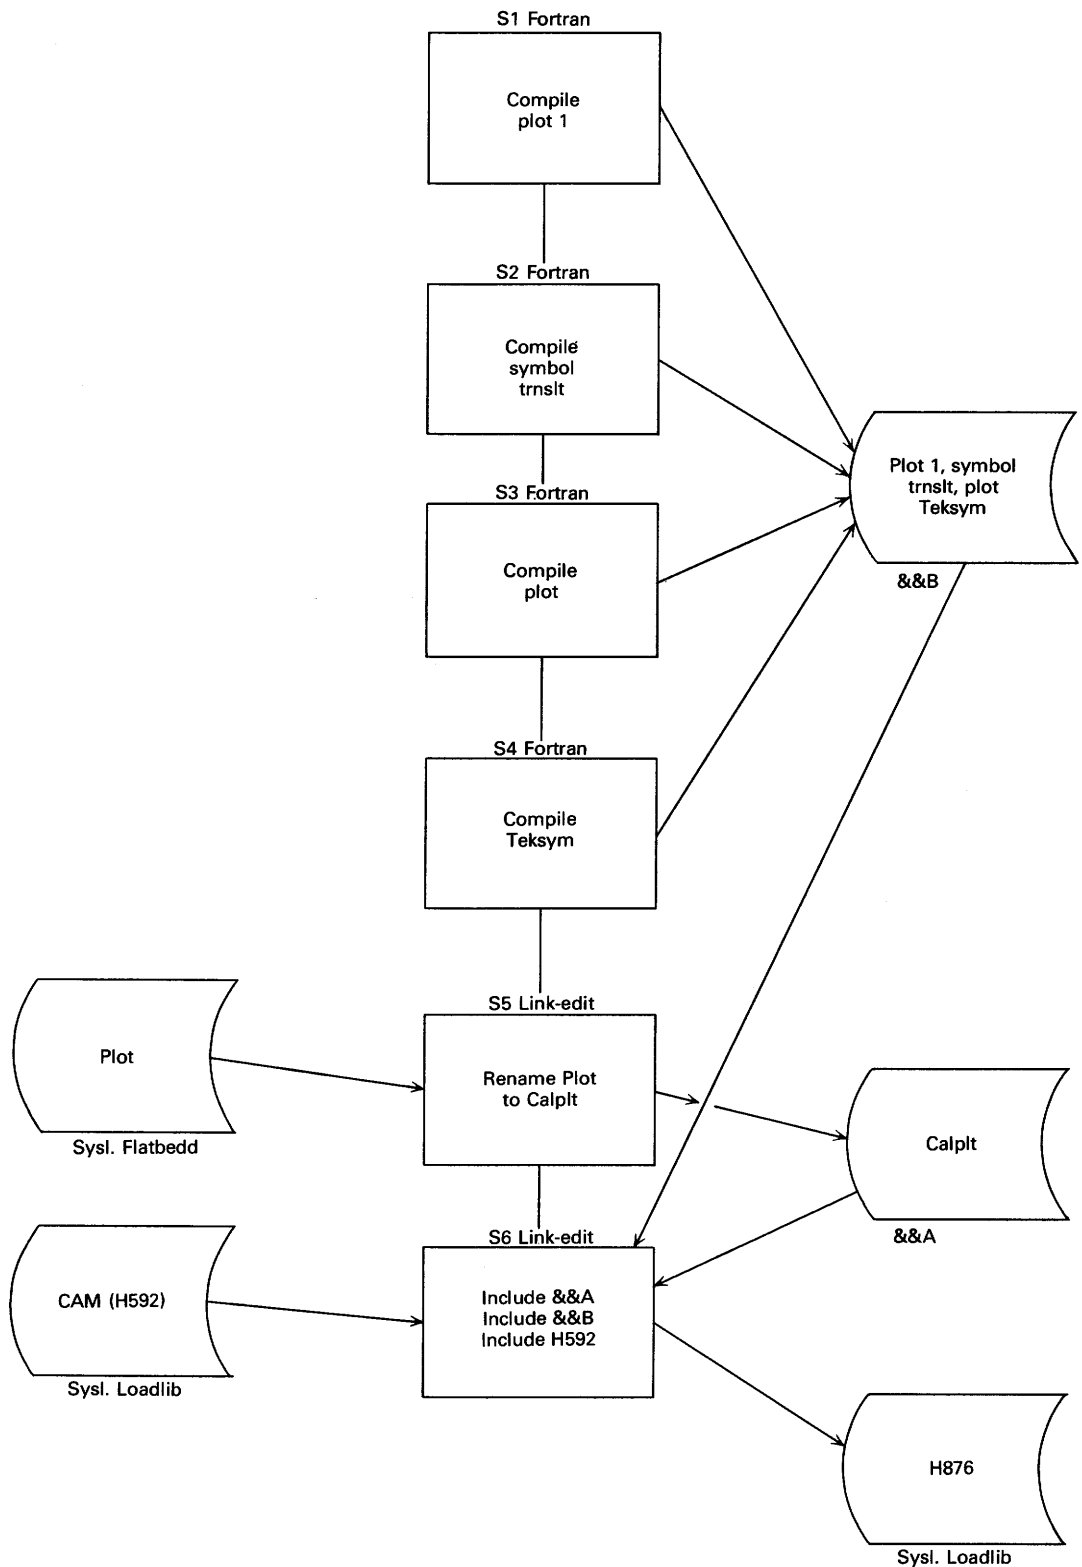 S1 Fortran
Compile
plot 1
S2 Fortran
Compile
symbol
trnslt
Plot 1, symbol
trnslt, plot
Teksym
&&B
S3 Fortran
Compile
plot
S4 Fortran
Compile
Teksym
S5 Link-edit
Plot
Sysl. Flatbedd
Rename Plot
to Calplt
Calplt
&&A
S6 Link-edit
CAM (H592)
Sysl. Loadlib
Include &&A
Include &&B
Include H592
H876
Sysl. Loadlib